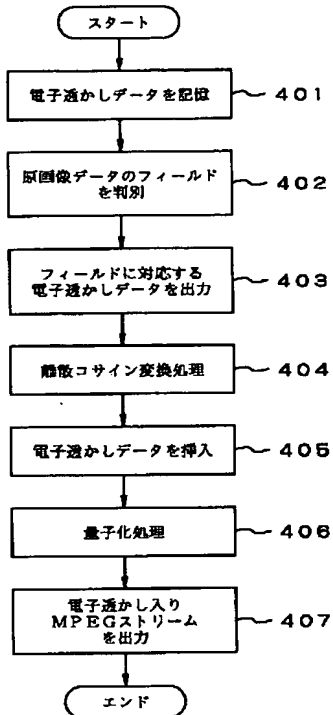 スタート
電子透かしデータを記憶
401
原画像データのフィールド
を判別
402
フィールドに対応する
電子透かしデータを出力
403
離散コサイン変換処理
404
電子透かしデータを挿入
405
量子化処理
406
電子透かし入り
MPEGストリーム
を出力
407
エンド